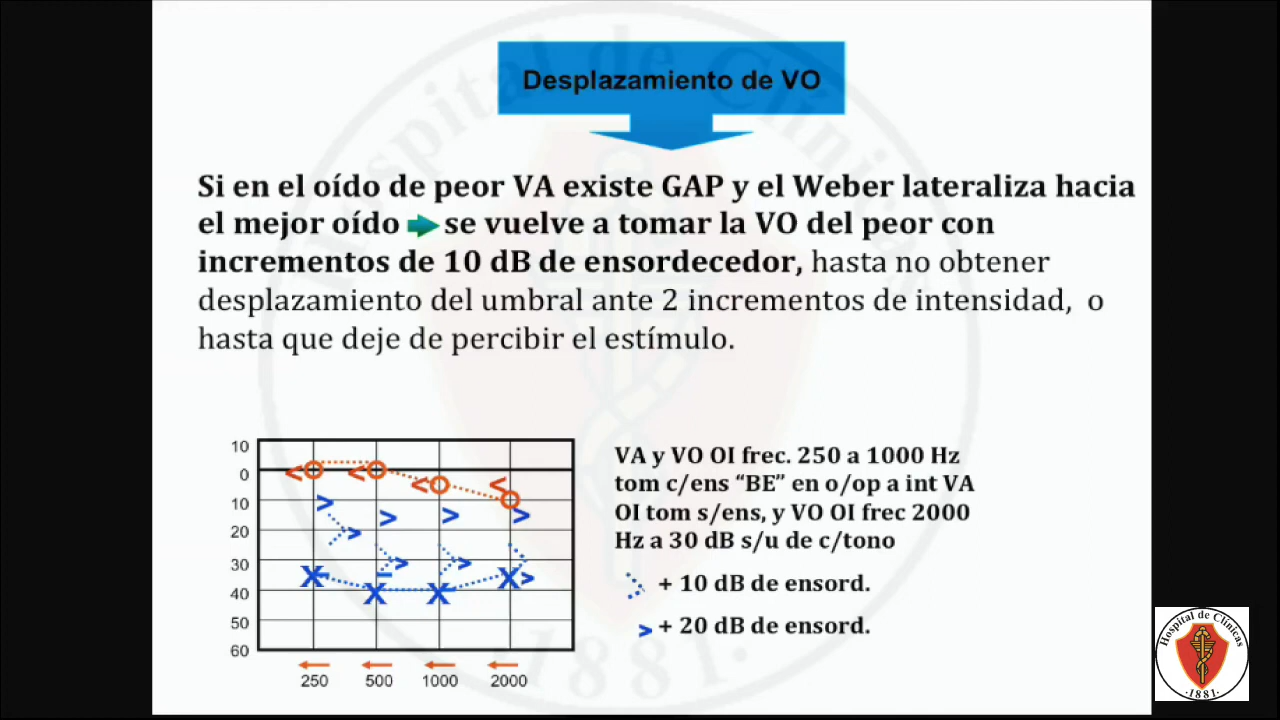 Desplazamiento de VO
Si en el oído de peor VA existe GAP y el Weber lateraliza hacia
el mejor oído se vuelve a tomar la VO del peor con
incrementos de 10 dB de ensordecedor, hasta no obtener
desplazamiento del umbral ante 2 incrementos de intensidad, o
hasta que deje de percibir el estímulo.
10
0
10
20
30
40
50
60
250 500 1000 2000
VA y VO OI frec. 250 a 1000 Hz
tom c/ens “BE” en o/op a int VA
OI tom s/ens, y VO OI frec 2000
Hz a 30 dB s/u de c/tono
+ 10 dB de ensord.
> + 20 dB de ensord.
Hospital de Clínicas
·1881·
Hospital de Clínicas
·1881·